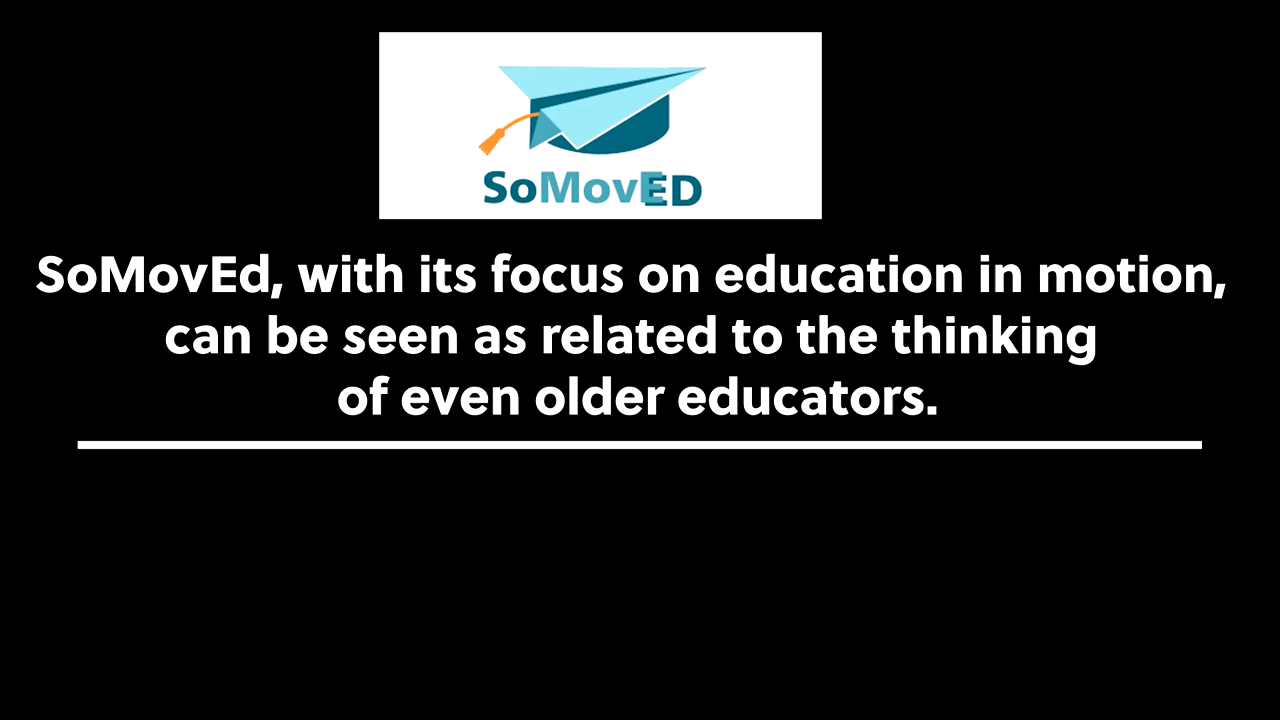 SoMovED
SoMovEd, with its focus on education in motion,
can be seen as related to the thinking
of even older educators.